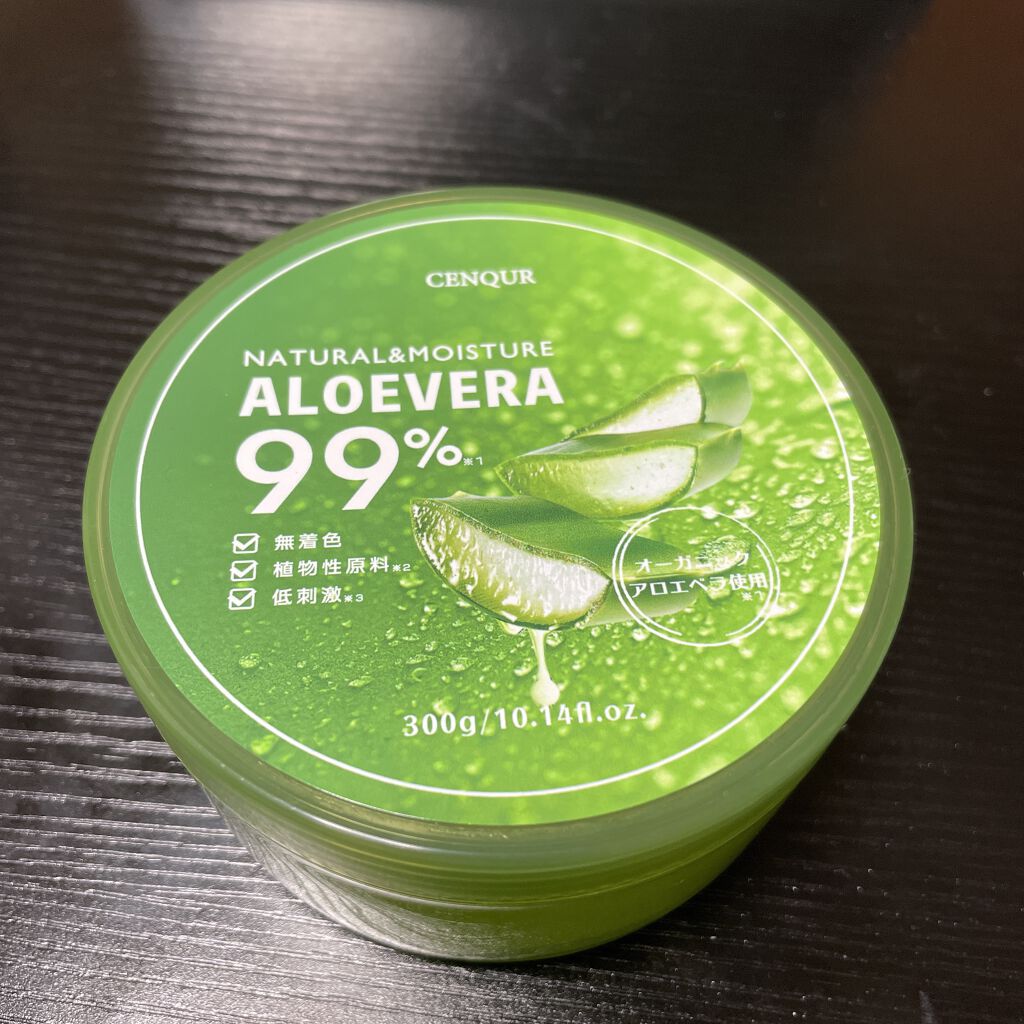 CENQUR
NATURAL&MOISTURE
ALOEVERA
99%※1
無着色
植物性原料※2
低刺激※3
オーガニック
アロエベラ使用
※1
300g/10.14fl.oz.